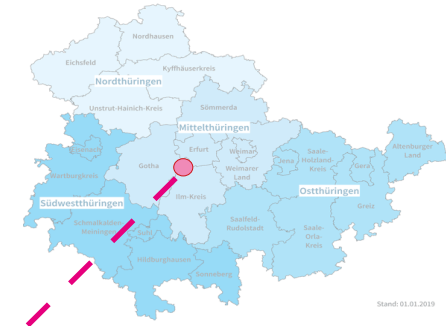 Nordhausen
Eichsfeld
Kyffhäuserkreis
Nordthüringen
Unstrut-Hainich-Kreis
Sömmerda
Mittelthüringen
Eisenach
Gotha
Erfurt
Weimar
Weimarer
Land
Jena
Saale-
Holzland-
Kreis
Gera
Altenburger
Land
Wartburgkreis
Ostthüringen
Ilm-Kreis
Südwestthüringen
Greiz
Schmalkalden-
Meiningen
Suhl
Saalfeld-
Rudolstadt
Saale-
Orla-
Kreis
Hildburghausen
Sonneberg
Stand: 01.01.2019